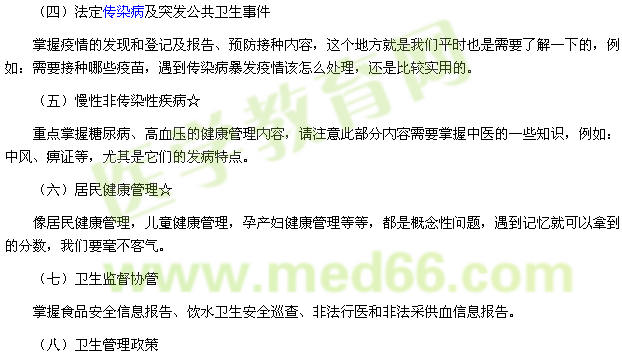 （四）法定传染病及突发公共卫生事件
掌握疫情的发现和登记及报告、预防接种内容，这个地方就是我们平时也是需要了解一下的，例
如：需要接种哪些疫苗，遇到传染病暴发疫情该怎么处理，还是比较实用的。
（五）慢性非传染性疾病☆
重点掌握糖尿病、高血压的健康管理内容，请注意此部分内容需要掌握中医的一些知识，例如：
中风、痹证等，尤其是它们的发病特点。
（六）居民健康管理☆
像居民健康管理，儿童健康管理，孕产妇健康管理等等，都是概念性问题，遇到记忆就可以拿到
的分数，我们要毫不客气。
（七）卫生监督协管
掌握食品安全信息报告、饮水卫生安全巡查、非法行医和非法采供血信息报告。
（八）卫生管理政策
医学教育网
www.med66.com